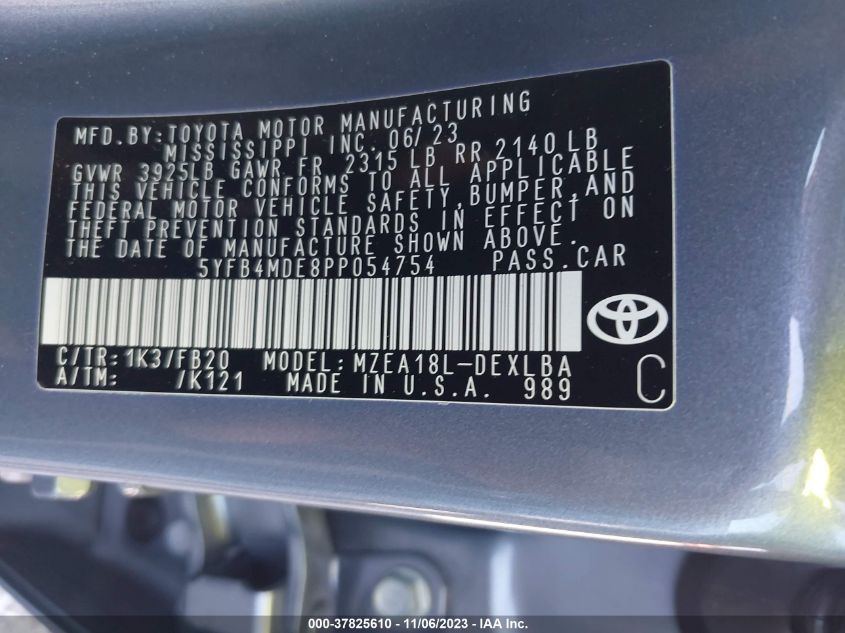 MFD.BY:TOYOTA MOTOR MANUFACTURING
MISSISSIPPI INC. 06/23
GVWR 3925LB GAWR FR 2315 LB RR 2140 LB
THIS VEHICLE CONFORMS TO ALL APPLICABLE
FEDERAL MOTOR VEHICLE SAFETY,BUMPER,AND
THEFT PREVENTION STANDARDS IN EFFECT ON
THE DATE OF MANUFACTURE SHOWN ABOVE.
5YFB4MDE8PP054754 PASS.CAR
C/TR:1K3/FB20 MODEL:MZEA18L-DEXLBA
A/TM: /K121 MADE IN U.S.A. 989
C
000-37825610 - 11/06/2023 - IAA Inc.